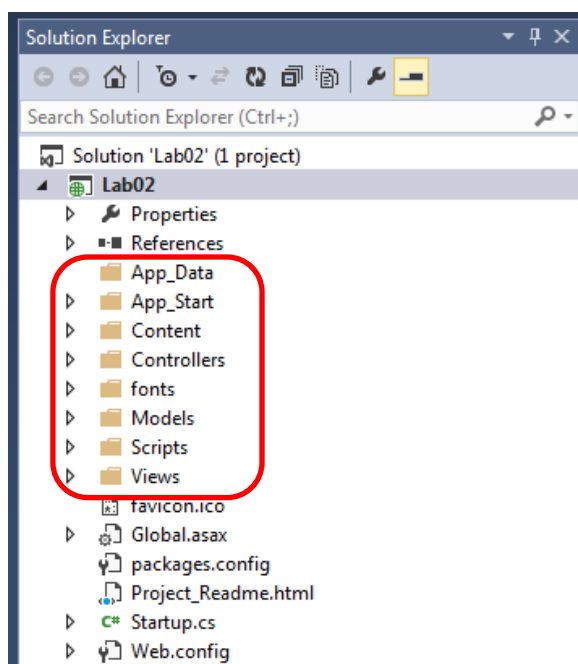 Solution Explorer
Search Solution Explorer (Ctrl+;)
Solution 'Lab02' (1 project)
Lab02
Properties
References
App_Data
App_Start
Content
Controllers
fonts
Models
Scripts
Views
favicon.ico
Global.asax
packages.config
Project_Readme.html
C# Startup.cs
Web.config